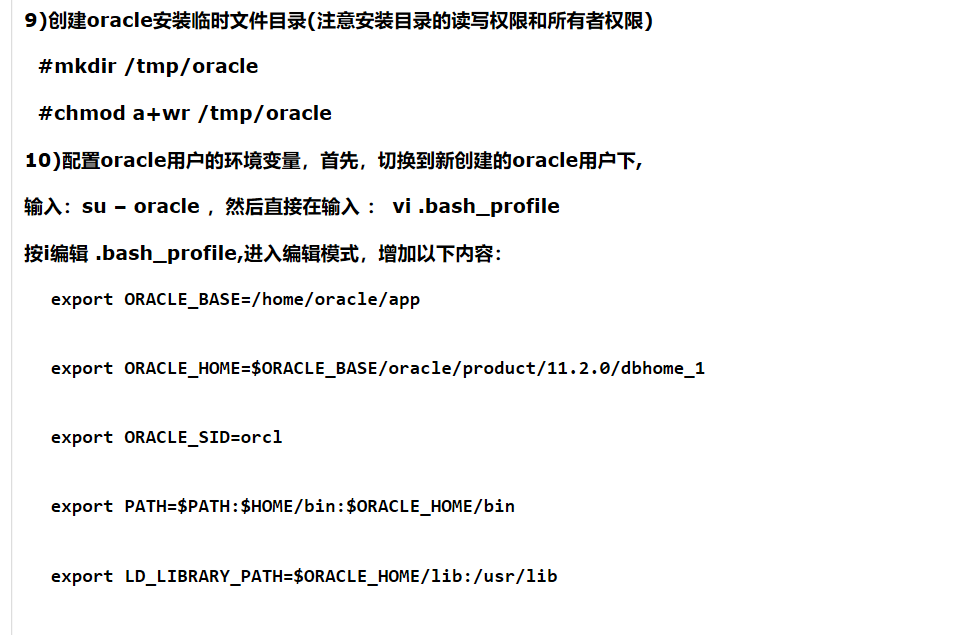 9)创建oracle安装临时文件目录(注意安装目录的读写权限和所有者权限)
#mkdir /tmp/oracle
#chmod a+wr /tmp/oracle
10)配置oracle用户的环境变量，首先，切换到新创建的oracle用户下,
输入：su – oracle ，然后直接在输入 ： vi .bash_profile
按i编辑 .bash_profile,进入编辑模式，增加以下内容：
export ORACLE_BASE=/home/oracle/app
export ORACLE_HOME=$ORACLE_BASE/oracle/product/11.2.0/dbhome_1
export ORACLE_SID=orcl
export PATH=$PATH:$HOME/bin:$ORACLE_HOME/bin
export LD_LIBRARY_PATH=$ORACLE_HOME/lib:/usr/lib